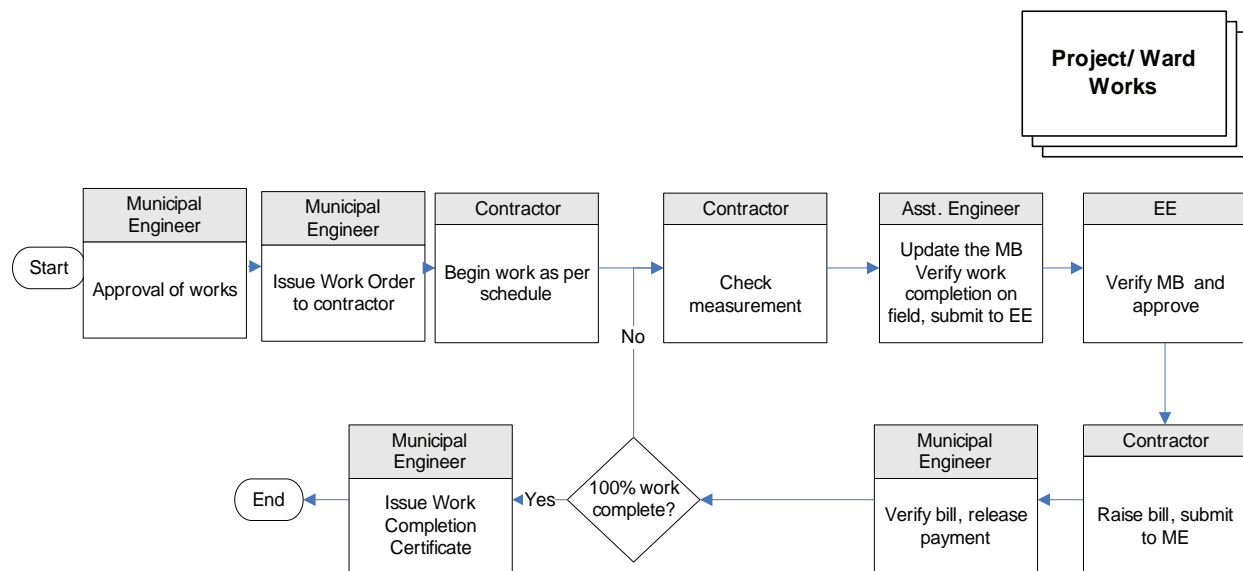 Project/ Ward
Works
Start
Municipal
Engineer
Approval of works
Municipal
Engineer
Issue Work Order
to contractor
Contractor
Begin work as per
schedule
Contractor
Check
measurement
Asst. Engineer
Update the MB
Verify work
completion on
field, submit to EE
EE
Verify MB and
approve
No
Contractor
Raise bill, submit
to ME
Municipal
Engineer
Verify bill, release
payment
100% work
complete?
Yes
Municipal
Engineer
Issue Work
Completion
Certificate
End